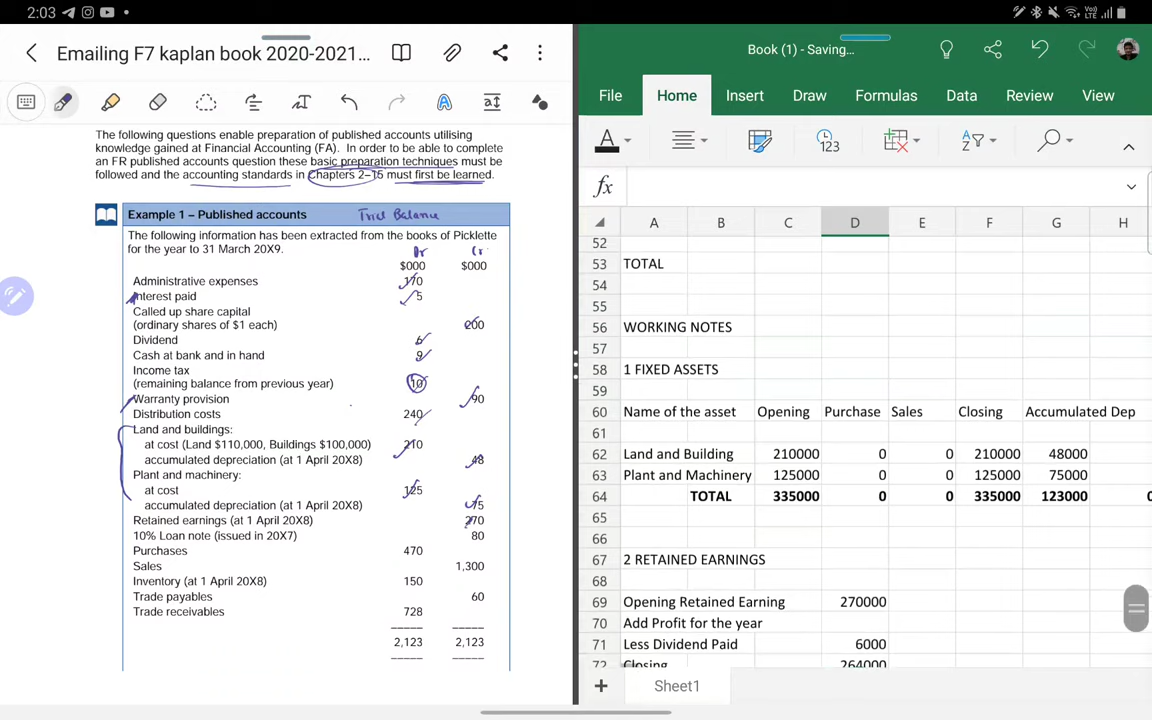 2:03
Emailing F7 kaplan book 2020-2021...
The following questions enable preparation of published accounts utilising
knowledge gained at Financial Accounting (FA). In order to be able to complete
an FR published accounts question these basic preparation techniques must be
followed and the accounting standards in Chapters 2–15 must first be learned.
Example 1 – Published accounts Trial Balance
The following information has been extracted from the books of Picklette
for the year to 31 March 20X9.
Dr Cr
$000 $000
Administrative expenses 170
Interest paid 5
Called up share capital
(ordinary shares of $1 each) 200
Dividend 6
Cash at bank and in hand 9
Income tax
(remaining balance from previous year) 10
Warranty provision 90
Distribution costs 240
Land and buildings:
at cost (Land $110,000, Buildings $100,000) 210
accumulated depreciation (at 1 April 20X8) 48
Plant and machinery:
at cost 125
accumulated depreciation (at 1 April 20X8) 75
Retained earnings (at 1 April 20X8) 270
10% Loan note (issued in 20X7) 80
Purchases 470
Sales 1,300
Inventory (at 1 April 20X8) 150
Trade payables 60
Trade receivables 728
2,123 2,123
Book (1) - Saving...
File Home Insert Draw Formulas Data Review View
A 123
fx
A B C D E F G H
52
53 TOTAL
54
55
56 WORKING NOTES
57
58 1 FIXED ASSETS
59
60 Name of the asset Opening Purchase Sales Closing Accumulated Dep
61
62 Land and Building 210000 0 0 210000 48000
63 Plant and Machinery 125000 0 0 125000 75000
64 TOTAL 335000 0 0 335000 123000 0
65
66
67 2 RETAINED EARNINGS
68
69 Opening Retained Earning 270000
70 Add Profit for the year
71 Less Dividend Paid 6000
72 Closing 264000
Sheet1